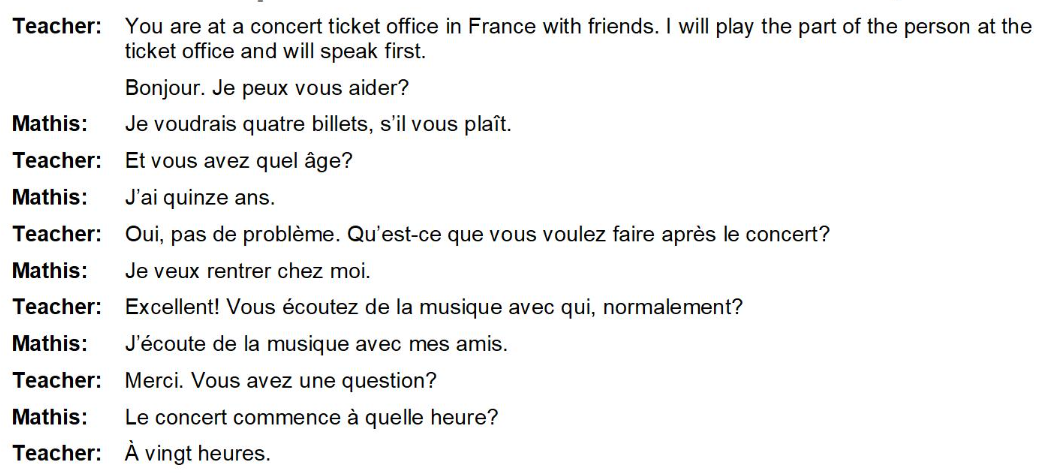 Teacher: You are at a concert ticket office in France with friends. I will play the part of the person at the
ticket office and will speak first.
Bonjour. Je peux vous aider?
Mathis: Je voudrais quatre billets, s’il vous plaît.
Teacher: Et vous avez quel âge?
Mathis: J’ai quinze ans.
Teacher: Oui, pas de problème. Qu’est-ce que vous voulez faire après le concert?
Mathis: Je veux rentrer chez moi.
Teacher: Excellent! Vous écoutez de la musique avec qui, normalement?
Mathis: J’écoute de la musique avec mes amis.
Teacher: Merci. Vous avez une question?
Mathis: Le concert commence à quelle heure?
Teacher: À vingt heures.